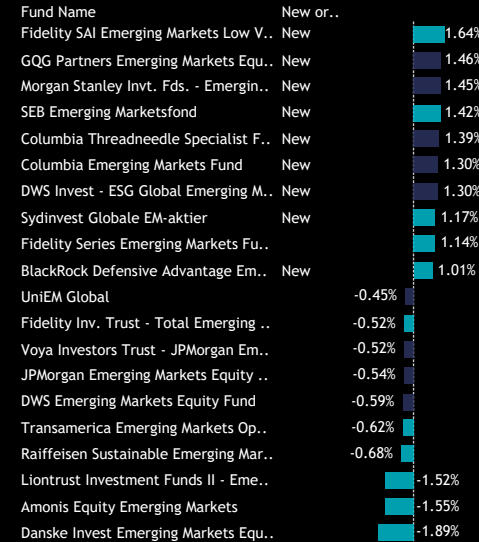 Fund Name New or..
Fidelity SAI Emerging Markets Low V.. New 1.64%
GQG Partners Emerging Markets Equ.. New 1.46%
Morgan Stanley Invt. Fds. - Emergin.. New 1.45%
SEB Emerging Marketsfond New 1.42%
Columbia Threadneedle Specialist F.. New 1.39%
Columbia Emerging Markets Fund New 1.30%
DWS Invest - ESG Global Emerging M.. New 1.30%
Sydinvest Globale EM-aktier New 1.17%
Fidelity Series Emerging Markets Fu.. 1.14%
BlackRock Defensive Advantage Em.. New 1.01%
UniEM Global -0.45%
Fidelity Inv. Trust - Total Emerging .. -0.52%
Voya Investors Trust - JPMorgan Em.. -0.52%
JPMorgan Emerging Markets Equity .. -0.54%
DWS Emerging Markets Equity Fund -0.59%
Transamerica Emerging Markets Op.. -0.62%
Raiffeisen Sustainable Emerging Mar.. -0.68%
Liontrust Investment Funds II - Eme.. -1.52%
Amonis Equity Emerging Markets -1.55%
Danske Invest Emerging Markets Equ.. -1.89%